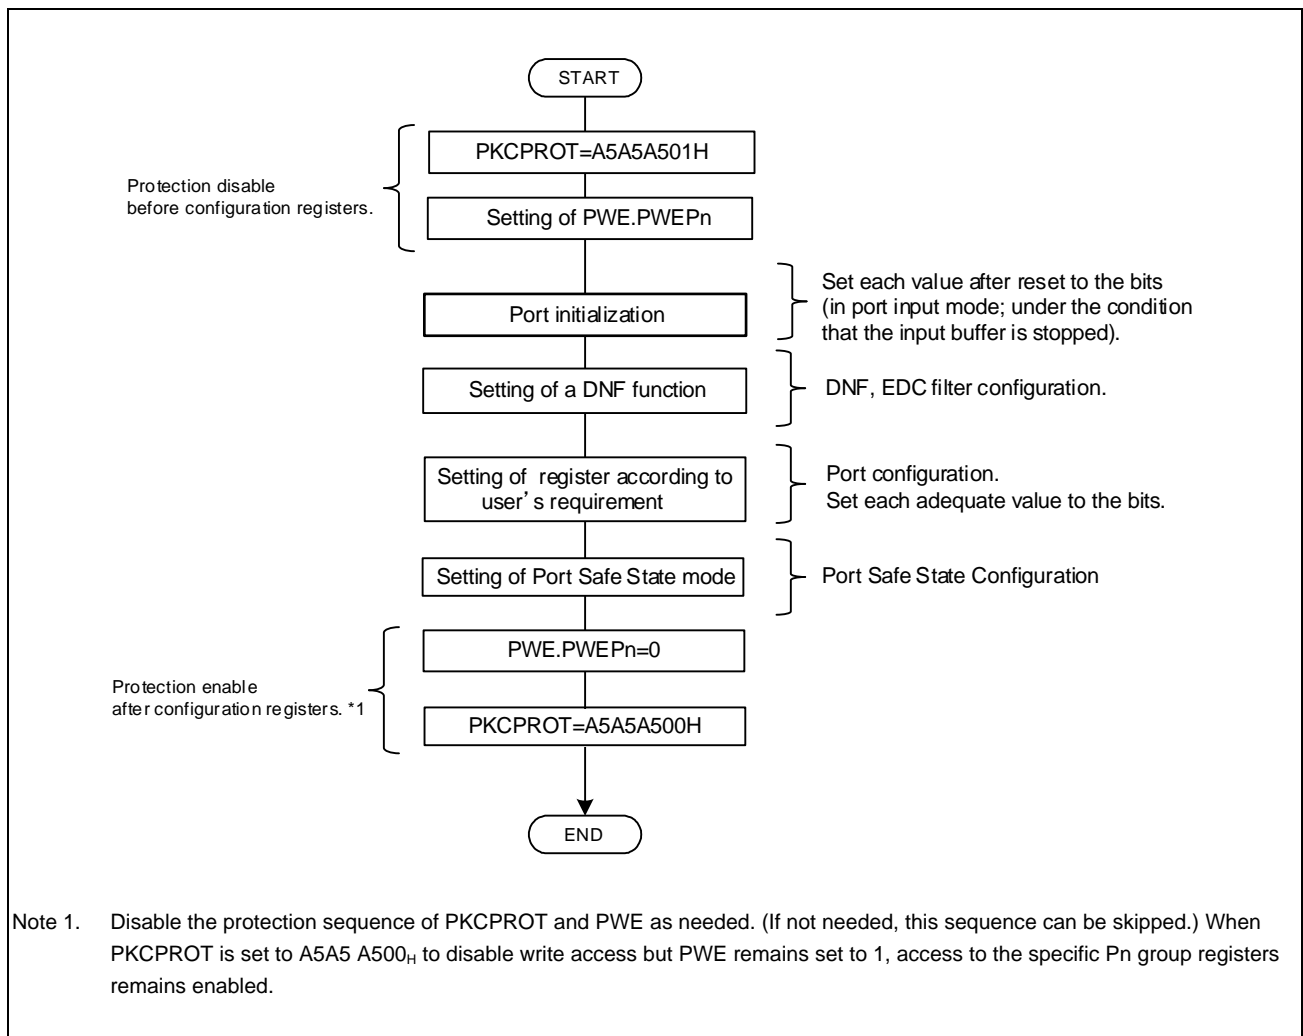 START
PKCPROT=A5A5A501H
Protection disable
before configuration registers.
Setting of PWE.PWEPn
Port initialization
Set each value after reset to the bits
(in port input mode; under the condition
that the input buffer is stopped).
Setting of a DNF function
DNF, EDC filter configuration.
Setting of register according to
user's requirement
Port configuration.
Set each adequate value to the bits.
Setting of Port Safe State mode
Port Safe State Configuration
PWE.PWEPn=0
Protection enable
after configuration registers. *1
PKCPROT=A5A5A500H
END
Note 1. Disable the protection sequence of PKCPROT and PWE as needed. (If not needed, this sequence can be skipped.) When
PKCPROT is set to A5A5 A500H to disable write access but PWE remains set to 1, access to the specific Pn group registers
remains enabled.